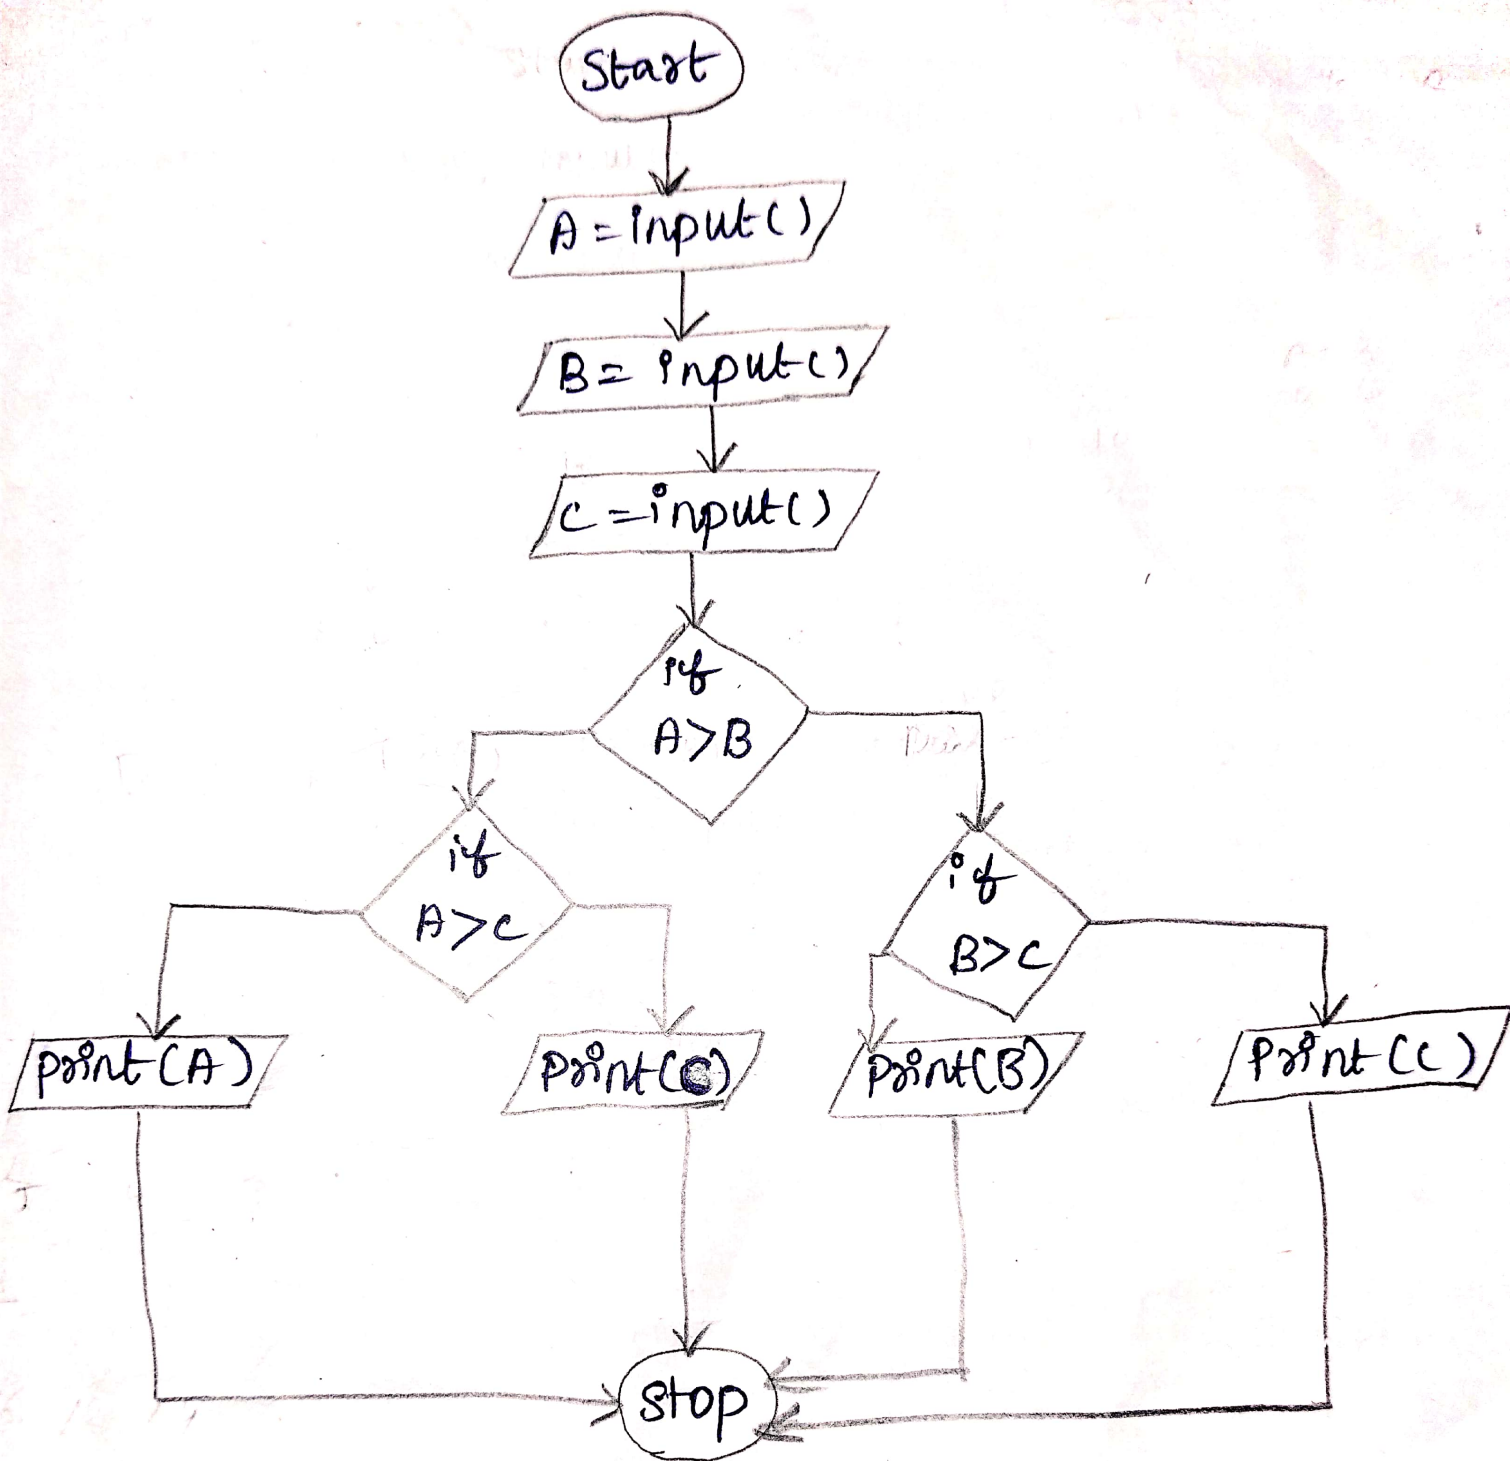 Start
A = input()
B = input()
C = input()
if
A>B
if
A>C
if
B>C
print(A)
Print(C)
Print(B)
Print(C)
stop